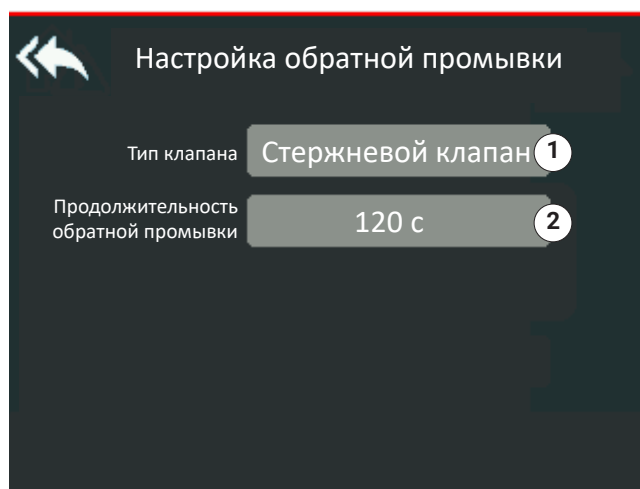 Настройка обратной промывки
Тип клапана
Стержневой клапан
1
Продолжительность
обратной промывки
120 с
2